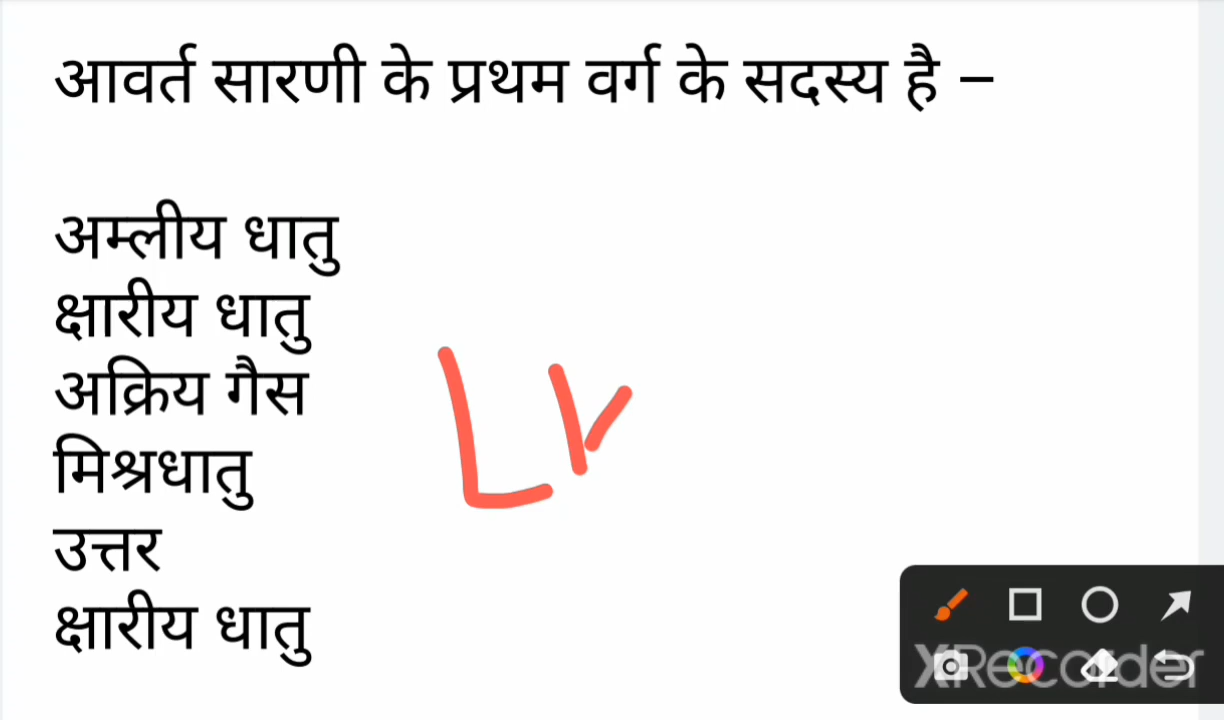 आवर्त सारणी के प्रथम वर्ग के सदस्य है –
अम्लीय धातु
क्षारीय धातु
अक्रिय गैस
मिश्रधातु
उत्तर
क्षारीय धातु
XRecorder